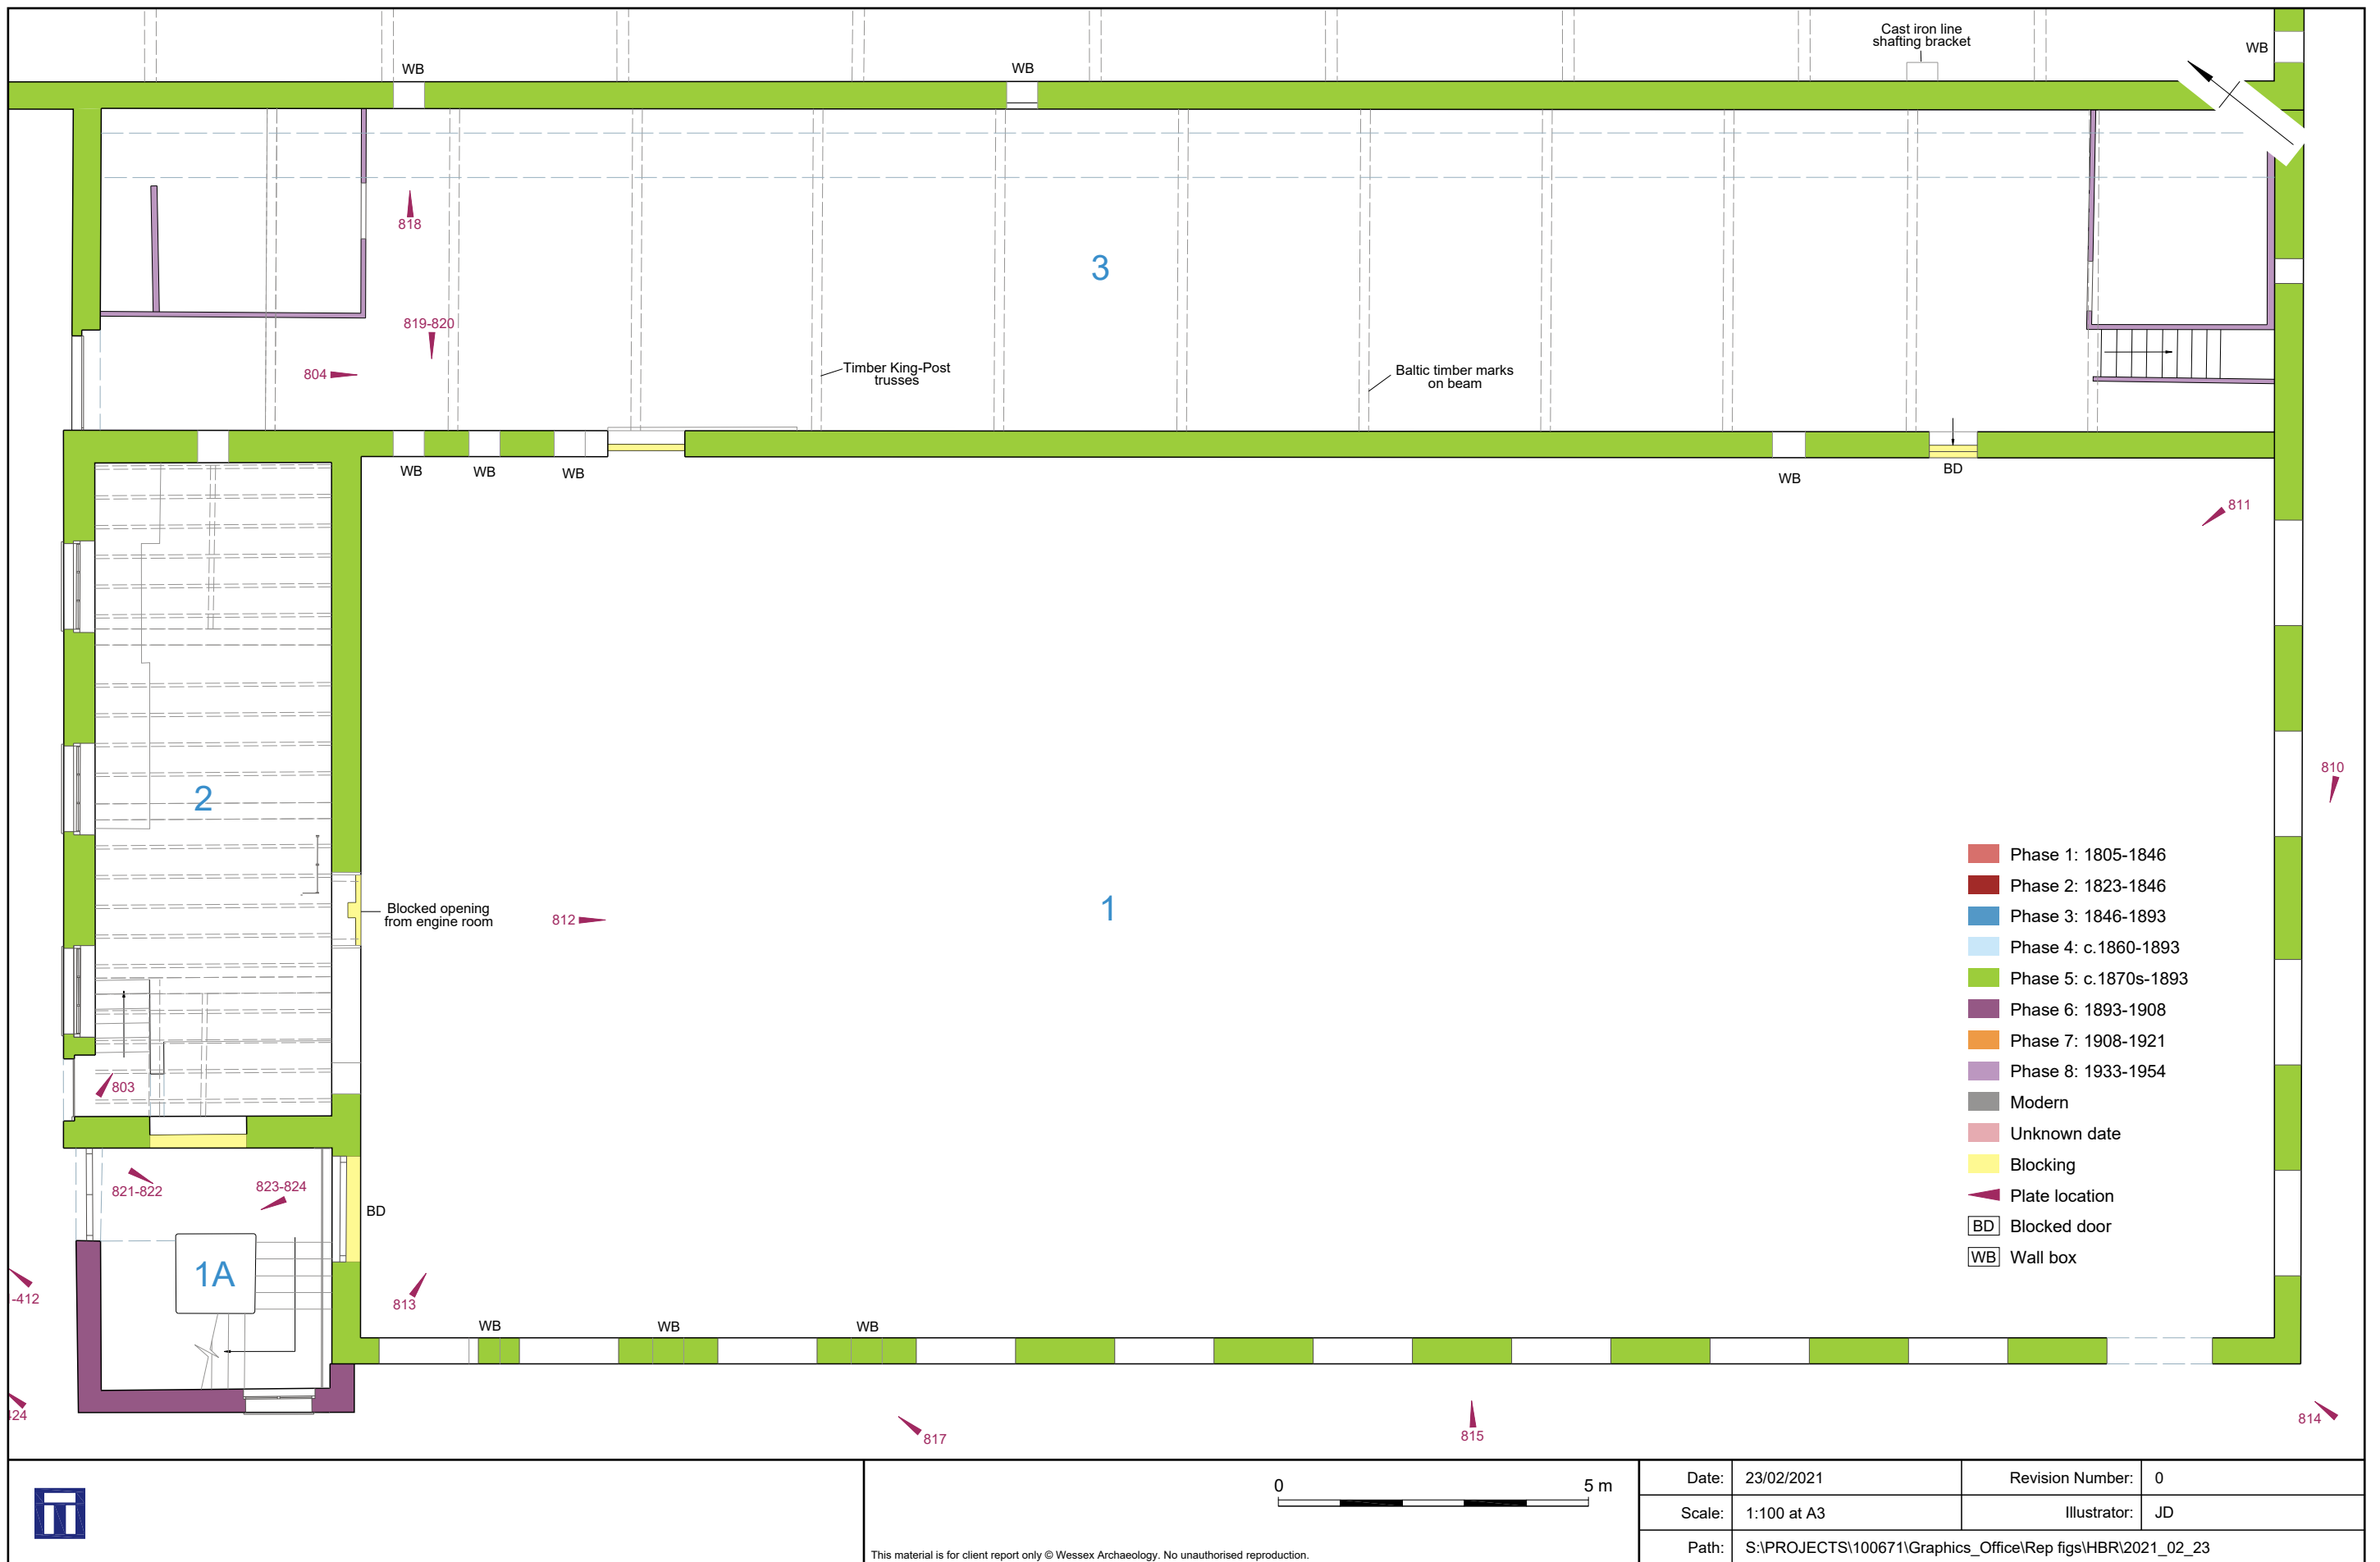 Cast iron line
shafting bracket
WB
WB
WB
818
3
819-820
804
Timber King-Post
trusses
Baltic timber marks
on beam
WB
WB
WB
WB
BD
811
2
810
Blocked opening
from engine room
812
1
Phase 1: 1805-1846
Phase 2: 1823-1846
Phase 3: 1846-1893
Phase 4: c.1860-1893
Phase 5: c.1870s-1893
Phase 6: 1893-1908
Phase 7: 1908-1921
Phase 8: 1933-1954
Modern
Unknown date
Blocking
Plate location
BD Blocked door
WB Wall box
803
821-822
823-824
BD
1A
-412
813
WB
WB
WB
424
817
815
814
0 5 m
This material is for client report only © Wessex Archaeology. No unauthorised reproduction.
Date: 23/02/2021 Revision Number: 0
Scale: 1:100 at A3 Illustrator: JD
Path: S:\PROJECTS\100671\Graphics_Office\Rep figs\HBR\2021_02_23